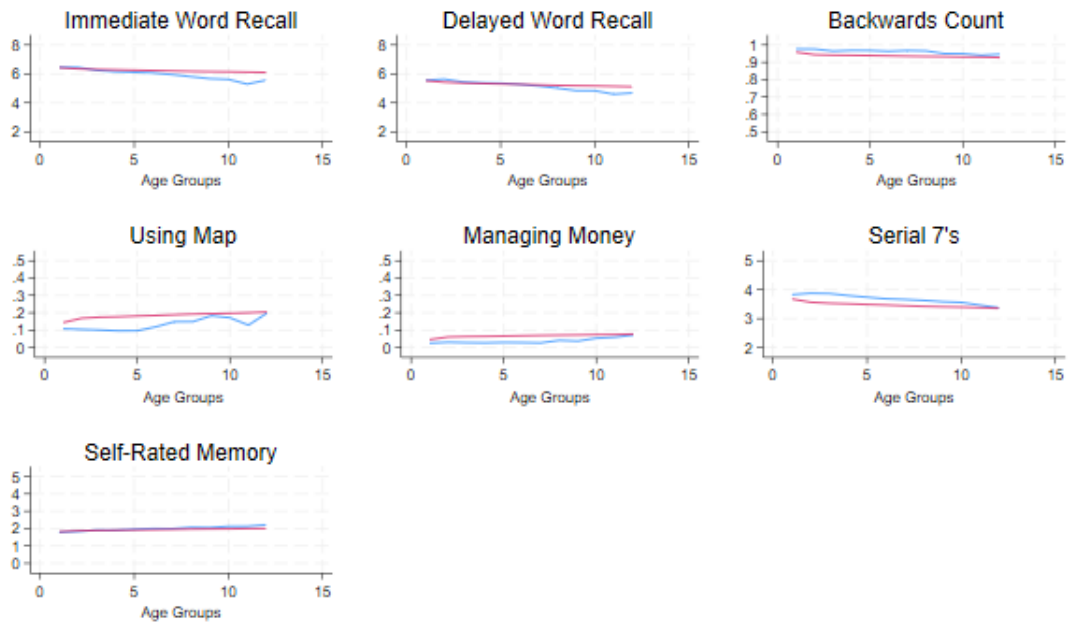 Immediate Word Recall
8
6
4
2
0 5 10 15
Age Groups
Delayed Word Recall
8
6
4
2
0 5 10 15
Age Groups
Backwards Count
1
.9
.8
.7
.6
.5
0 5 10 15
Age Groups
Using Map
.5
.4
.3
.2
.1
0
0 5 10 15
Age Groups
Managing Money
.5
.4
.3
.2
.1
0
0 5 10 15
Age Groups
Serial 7's
5
4
3
2
0 5 10 15
Age Groups
Self-Rated Memory
5
4
3
2
1
0
0 5 10 15
Age Groups